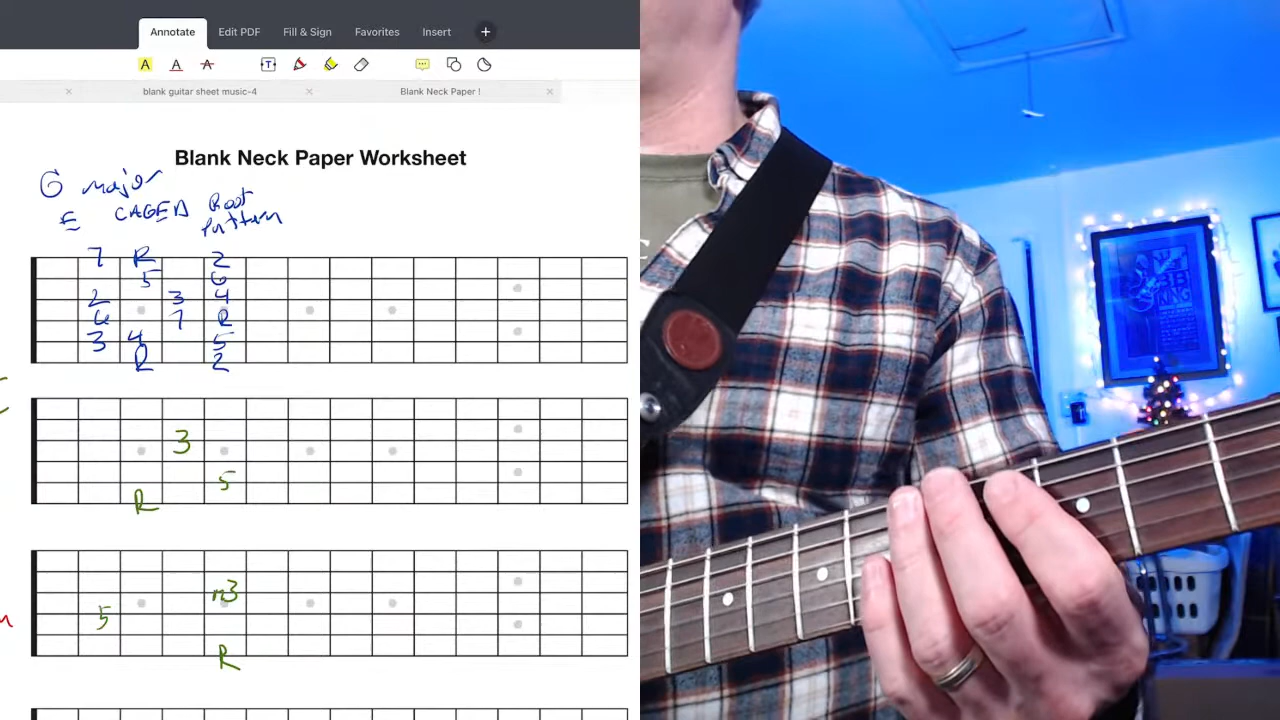 Annotate Edit PDF Fill & Sign Favorites Insert +
A A A T
blank guitar sheet music-4 Blank Neck Paper !
Blank Neck Paper Worksheet
G major
E CAGED Root
Pattern
7 R 2
5 6
2 3 4
6 7 R
3 4 5
R 2
3
5
R
m3
5
R